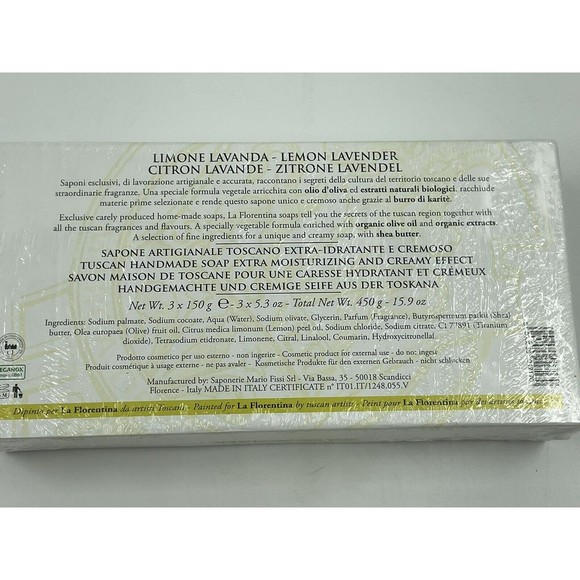 LIMONE LAVANDA - LEMON LAVENDER
CITRON LAVANDE - ZITRONE LAVENDEL
Saponi esclusivi, di lavorazione artigianale e accurata, raccontano i segreti della cultura del territorio toscano e delle sue
straordinarie fragranze. Una speciale formula vegetale arricchita con olio d'oliva ed estratti naturali biologici. racchiude
materie prime selezionate e rende questo sapone unico e cremoso anche grazie al burro di karitè.
Exclusive carely produced home-made soaps, La Florentina soaps tell you the secrets of the tuscan region together with
all the tuscan fragrances and flavours. A specially vegetable formula enriched with organic olive oil and organic extracts.
A selection of fine ingredients for a unique and creamy soap, with shea butter.
SAPONE ARTIGIANALE TOSCANO EXTRA-IDRATANTE E CREMOSO
TUSCAN HANDMADE SOAP EXTRA MOISTURIZING AND CREAMY EFFECT
SAVON MAISON DE TOSCANE POUR UNE CARESSE HYDRATANT ET CRÉMEUX
HANDGEMACHTE UND CREMIGE SEIFE AUS DER TOSKANA
Net Wt. 3 x 150 g ℮ - 3 x 5.3 oz - Total Net Wt. 450 g - 15.9 oz
Ingredients: Sodium palmate, Sodium cocoate, Aqua (Water), Sodium olivate, Glycerin, Parfum (Fragrance), Butyrospermum parkii (Shea)
butter, Olea europaea (Olive) fruit oil, Citrus medica limonum (Lemon) peel oil, Sodium chloride, Sodium citrate, CI 77891 (Titanium
dioxide), Tetrasodium etidronate, Limonene, Citral, Linalool, Coumarin, Hydroxycitronellal
Prodotto cosmetico per uso esterno - non ingerire - Cosmetic product for external use - do no: ingest
Produit cosmétique à usage externe - ne pas avaler - Kosmetische Produkte für den externen Gebrauch - nicht schlucken
Manufactured by: Saponerie Mario Fissi Srl - Via Bassa, 35 - 50018 Scandicci
Florence - Italy MADE IN ITALY CERTIFICATE n° IT01.IT/1248.055.V
Dipinto per La Florentina da artisti Toscani - Painted for La Florentina by tuscan artists - Peint pour La Florentina par des artistes